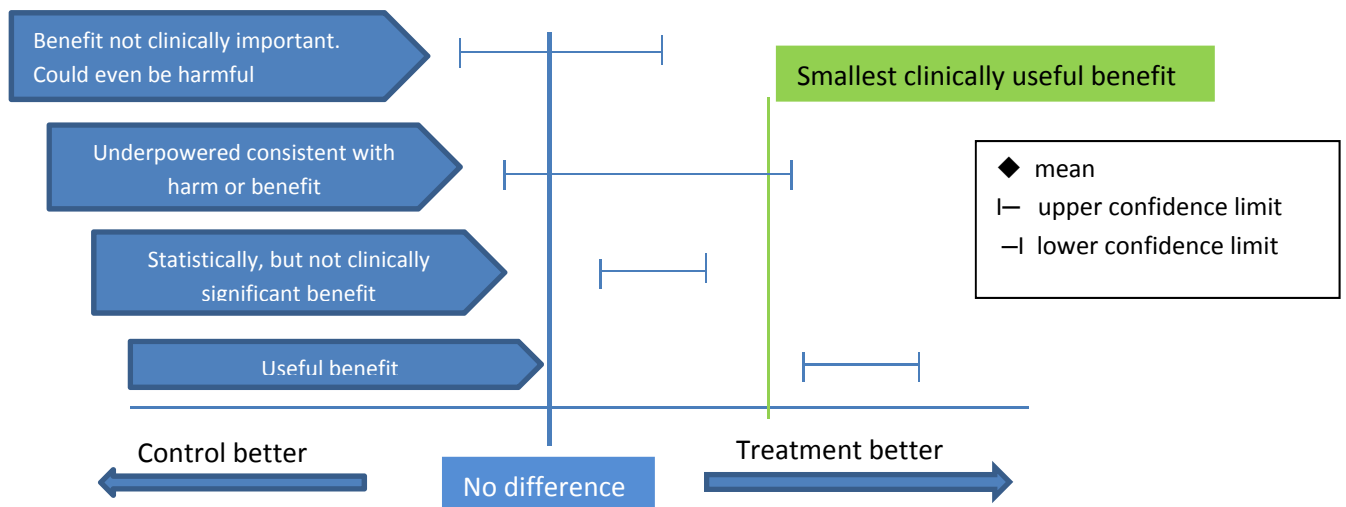 Benefit not clinically important.
Could even be harmful
Smallest clinically useful benefit
Underpowered consistent with
harm or benefit
mean
upper confidence limit
lower confidence limit
Statistically, but not clinically
significant benefit
Useful benefit
Control better
Treatment better
No difference